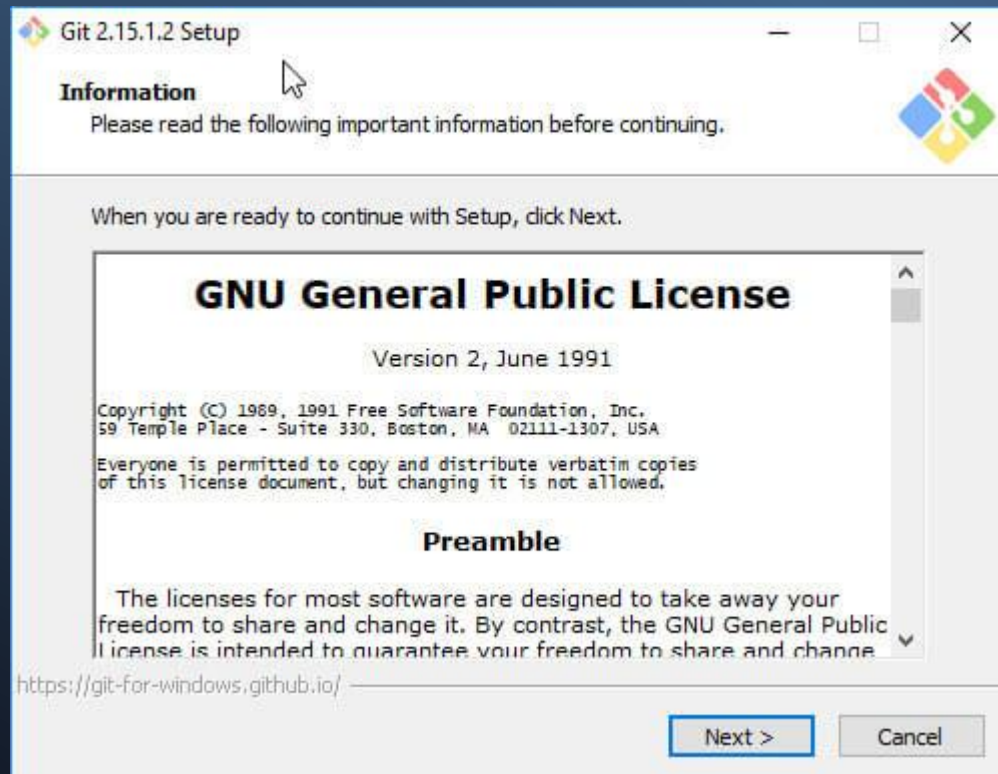 Git 2.15.1.2 Setup
Information
Please read the following important information before continuing.
When you are ready to continue with Setup, click Next.
GNU General Public License
Version 2, June 1991
Copyright (C) 1989, 1991 Free Software Foundation, Inc.
59 Temple Place - Suite 330, Boston, MA  02111-1307, USA
Everyone is permitted to copy and distribute verbatim copies
of this license document, but changing it is not allowed.
Preamble
The licenses for most software are designed to take away your
freedom to share and change it. By contrast, the GNU General Public
License is intended to guarantee your freedom to share and change
https://git-for-windows.github.io/
Next >
Cancel